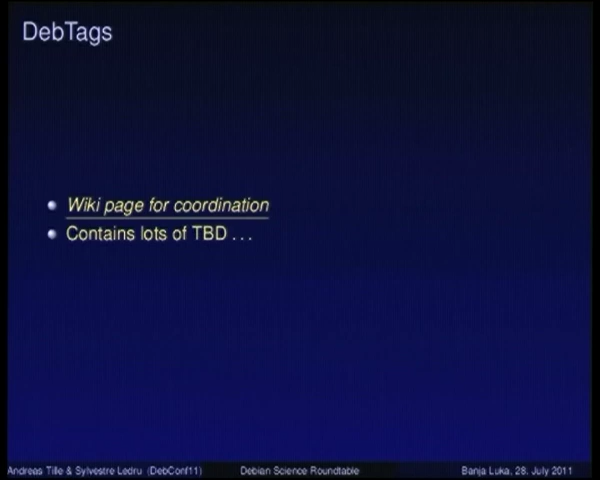 DebTags
Wiki page for coordination
Contains lots of TBD . . .
Andreas Tille & Sylvestre Ledru (DebConf11) Debian Science Roundtable Banja Luka, 28. July 2011